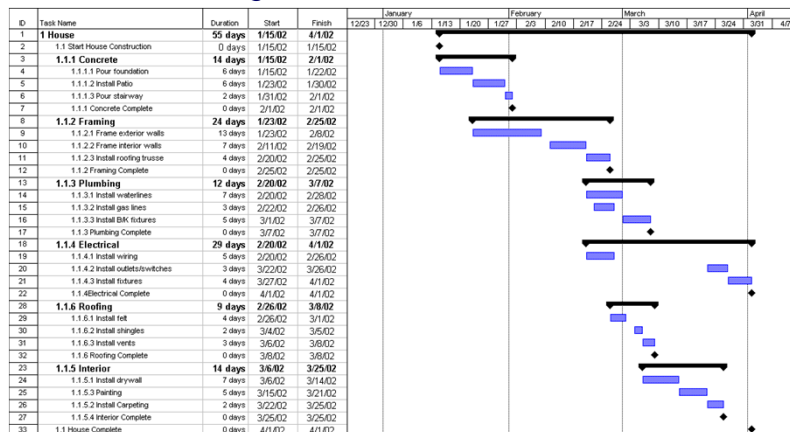 January February March April
ID Task Name Duration Start Finish 12/23 12/30 1/6 1/13 1/20 1/27 2/3 2/10 2/17 2/24 3/3 3/10 3/17 3/24 3/31 4/7
1 1 House 55 days 1/15/02 4/1/02
2 1.1 Start House Construction 0 days 1/15/02 1/15/02
3 1.1.1 Concrete 14 days 1/15/02 2/1/02
4 1.1.1.1 Pour foundation 6 days 1/15/02 1/22/02
5 1.1.1.2 Install Patio 6 days 1/23/02 1/30/02
6 1.1.1.3 Pour stairway 2 days 1/31/02 2/1/02
7 1.1.1 Concrete Complete 0 days 2/1/02 2/1/02
8 1.1.2 Framing 24 days 1/23/02 2/25/02
9 1.1.2.1 Frame exterior walls 13 days 1/23/02 2/8/02
10 1.1.2.2 Frame interior walls 7 days 2/11/02 2/19/02
11 1.1.2.3 Install roofing trusse 4 days 2/20/02 2/25/02
12 1.1.2 Framing Complete 0 days 2/25/02 2/25/02
13 1.1.3 Plumbing 12 days 2/20/02 3/7/02
14 1.1.3.1 Install waterlines 7 days 2/20/02 2/28/02
15 1.1.3.2 Install gas lines 3 days 2/22/02 2/26/02
16 1.1.3.3 Install B/K fixtures 5 days 3/1/02 3/7/02
17 1.1.3 Plumbing Complete 0 days 3/7/02 3/7/02
18 1.1.4 Electrical 29 days 2/20/02 4/1/02
19 1.1.4.1 Install wiring 5 days 2/20/02 2/26/02
20 1.1.4.2 Install outlets/switches 3 days 3/22/02 3/26/02
21 1.1.4.3 Install fixtures 4 days 3/27/02 4/1/02
22 1.1.4Electrical Complete 0 days 4/1/02 4/1/02
28 1.1.6 Roofing 9 days 2/26/02 3/8/02
29 1.1.6.1 Install felt 4 days 2/26/02 3/1/02
30 1.1.6.2 Install shingles 2 days 3/4/02 3/5/02
31 1.1.6.3 Install vents 3 days 3/6/02 3/8/02
32 1.1.6 Roofing Complete 0 days 3/8/02 3/8/02
23 1.1.5 Interior 14 days 3/6/02 3/25/02
24 1.1.5.1 Install drywall 7 days 3/6/02 3/14/02
25 1.1.5.3 Painting 5 days 3/15/02 3/21/02
26 1.1.5.2 Install Carpeting 2 days 3/22/02 3/25/02
27 1.1.5.4 Interior Complete 0 days 3/25/02 3/25/02
33 1.1 House Complete 0 days 4/1/02 4/1/02